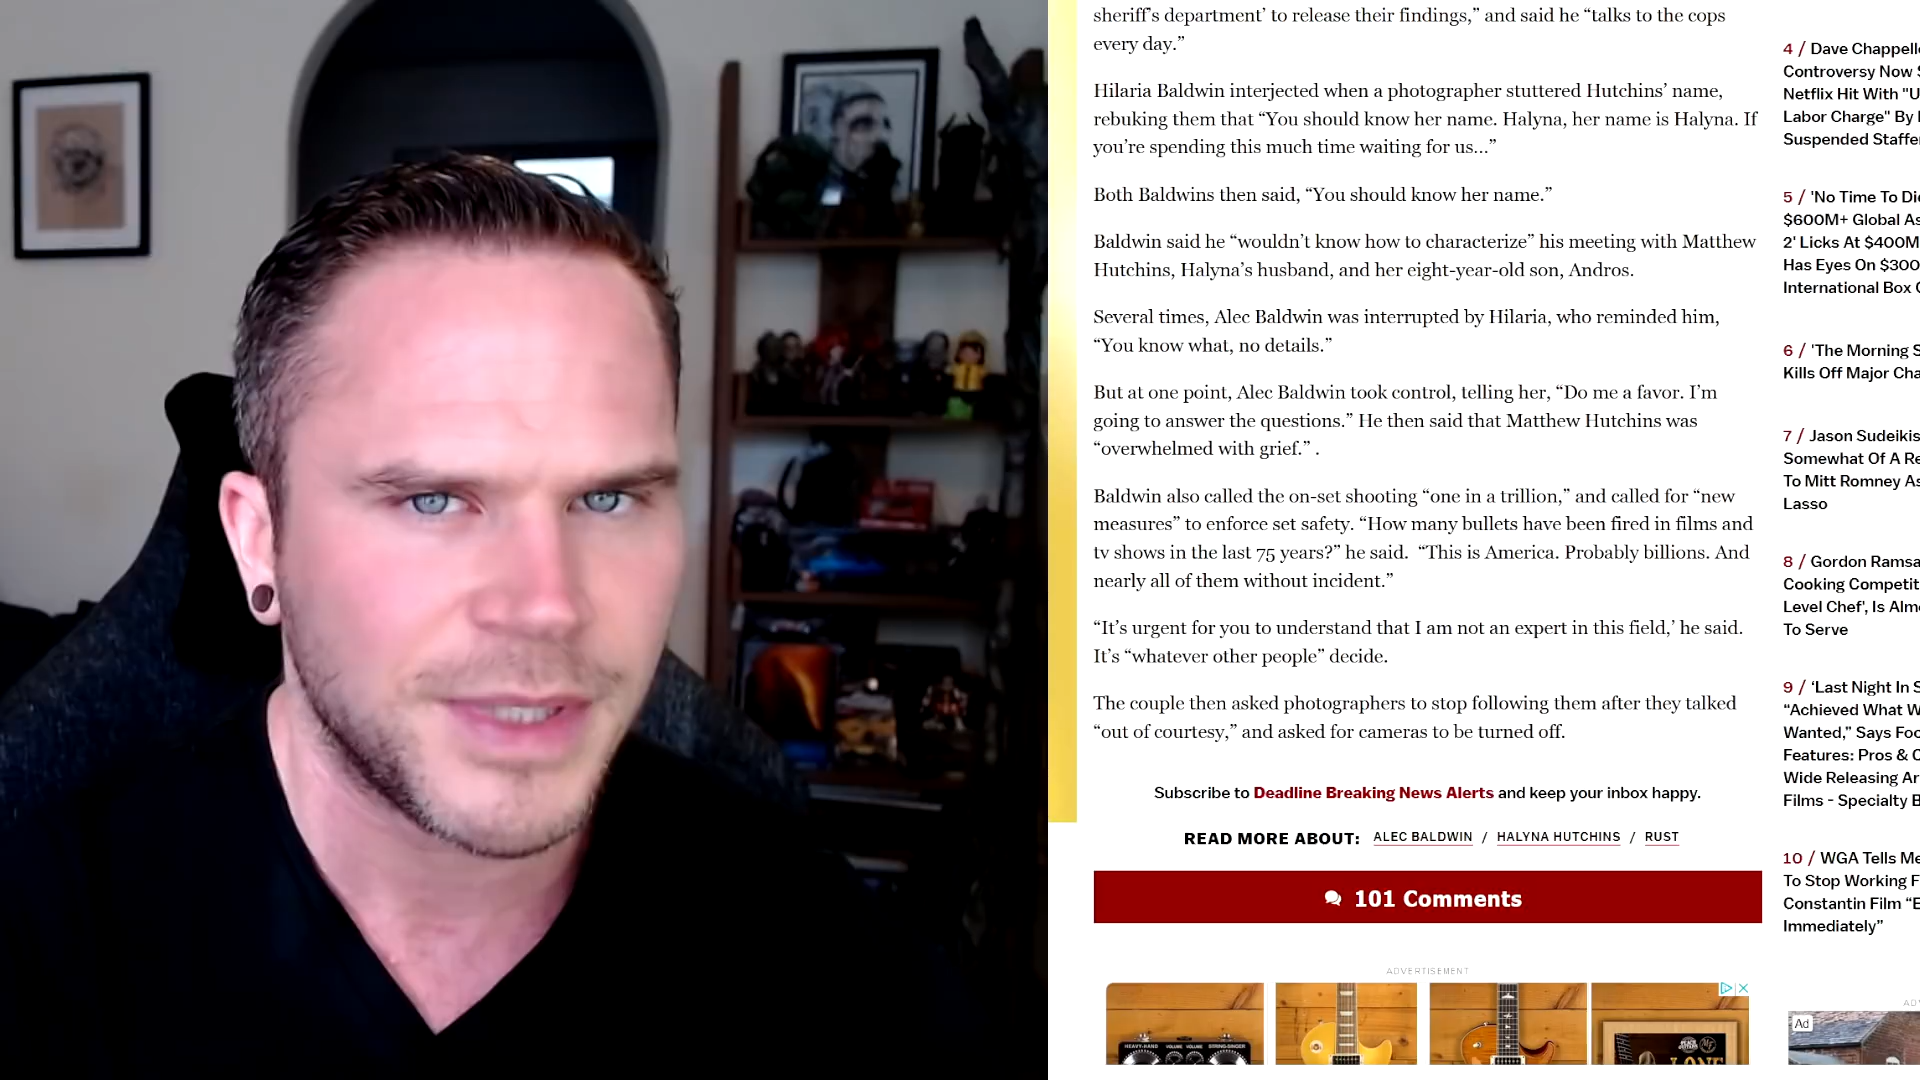 sheriff’s department’ to release their findings,” and said he “talks to the cops
every day.”
Hilaria Baldwin interjected when a photographer stuttered Hutchins’ name,
rebuking them that “You should know her name. Halyna, her name is Halyna. If
you’re spending this much time waiting for us...”
Both Baldwins then said, “You should know her name.”
Baldwin said he “wouldn’t know how to characterize” his meeting with Matthew
Hutchins, Halyna’s husband, and her eight-year-old son, Andros.
Several times, Alec Baldwin was interrupted by Hilaria, who reminded him,
“You know what, no details.”
But at one point, Alec Baldwin took control, telling her, “Do me a favor. I’m
going to answer the questions.” He then said that Matthew Hutchins was
“overwhelmed with grief.” .
Baldwin also called the on-set shooting “one in a trillion,” and called for “new
measures” to enforce set safety. “How many bullets have been fired in films and
tv shows in the last 75 years?” he said. “This is America. Probably billions. And
nearly all of them without incident.”
“It’s urgent for you to understand that I am not an expert in this field,’ he said.
It’s “whatever other people” decide.
The couple then asked photographers to stop following them after they talked
“out of courtesy,” and asked for cameras to be turned off.
Subscribe to Deadline Breaking News Alerts and keep your inbox happy.
READ MORE ABOUT: ALEC BALDWIN / HALYNA HUTCHINS / RUST
101 Comments
ADVERTISEMENT
HEAVY-HAND VOLUME VOLUME STRING-SINGER
LONE
4 / Dave Chappell
Controversy Now
Netflix Hit With "U
Labor Charge" By
Suspended Staffe
5 / 'No Time To Di
$600M+ Global As
2' Licks At $400M
Has Eyes On $300
International Box
6 / 'The Morning S
Kills Off Major Cha
7 / Jason Sudeikis
Somewhat Of A Re
To Mitt Romney As
Lasso
8 / Gordon Ramsa
Cooking Competit
Level Chef', Is Alm
To Serve
9 / ‘Last Night In S
“Achieved What W
Wanted,” Says Foc
Features: Pros & C
Wide Releasing Ar
Films - Specialty B
10 / WGA Tells Me
To Stop Working F
Constantin Film “E
Immediately”
AD
Ad